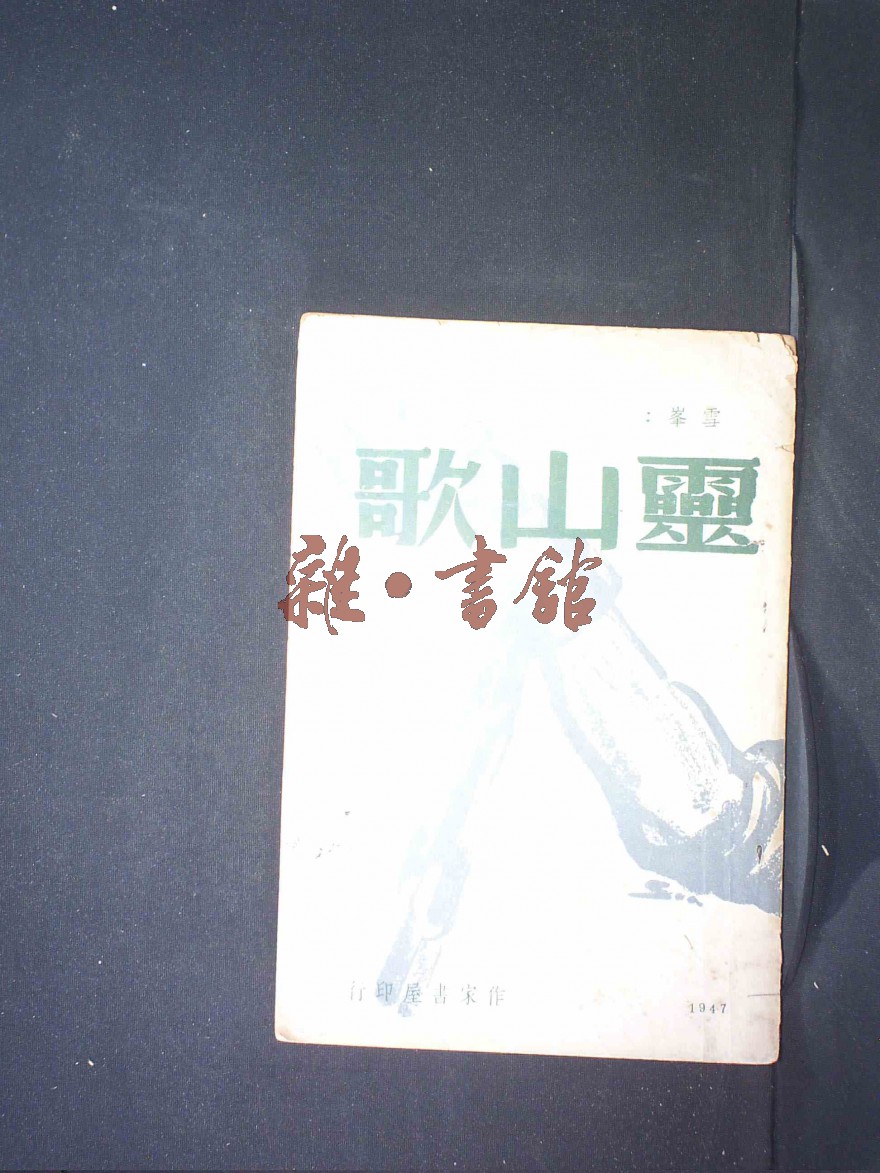 雪峯：
靈山歌
雜·書館
作家書屋印行
1947